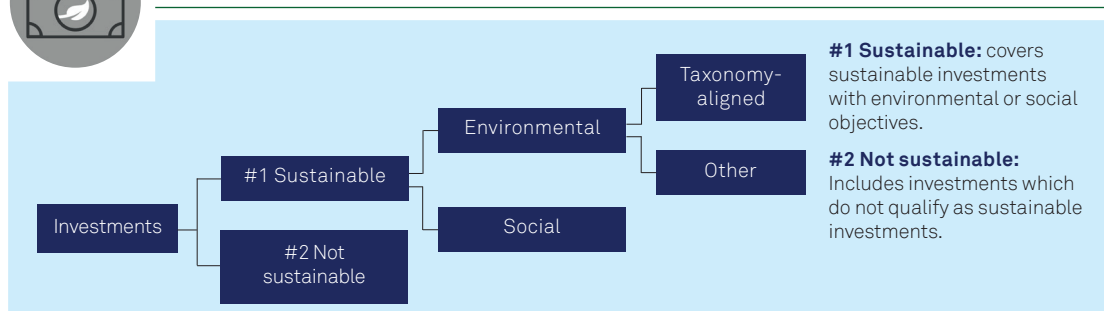 Investments
#1 Sustainable
#2 Not
sustainable
Environmental
Social
Taxonomy-
aligned
Other
#1 Sustainable: covers
sustainable investments
with environmental or social
objectives.
#2 Not sustainable:
Includes investments which
do not qualify as sustainable
investments.